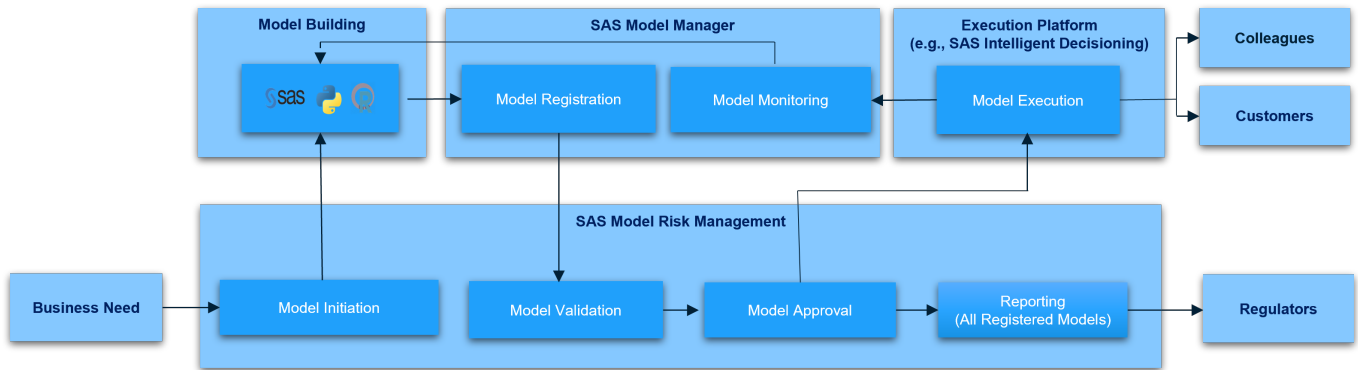 Model Building
SAS Model Manager
Execution Platform
(e.g., SAS Intelligent Decisioning)
Colleagues
sas
Model Registration
Model Monitoring
Model Execution
Customers
SAS Model Risk Management
Business Need
Model Initiation
Model Validation
Model Approval
Reporting
(All Registered Models)
Regulators